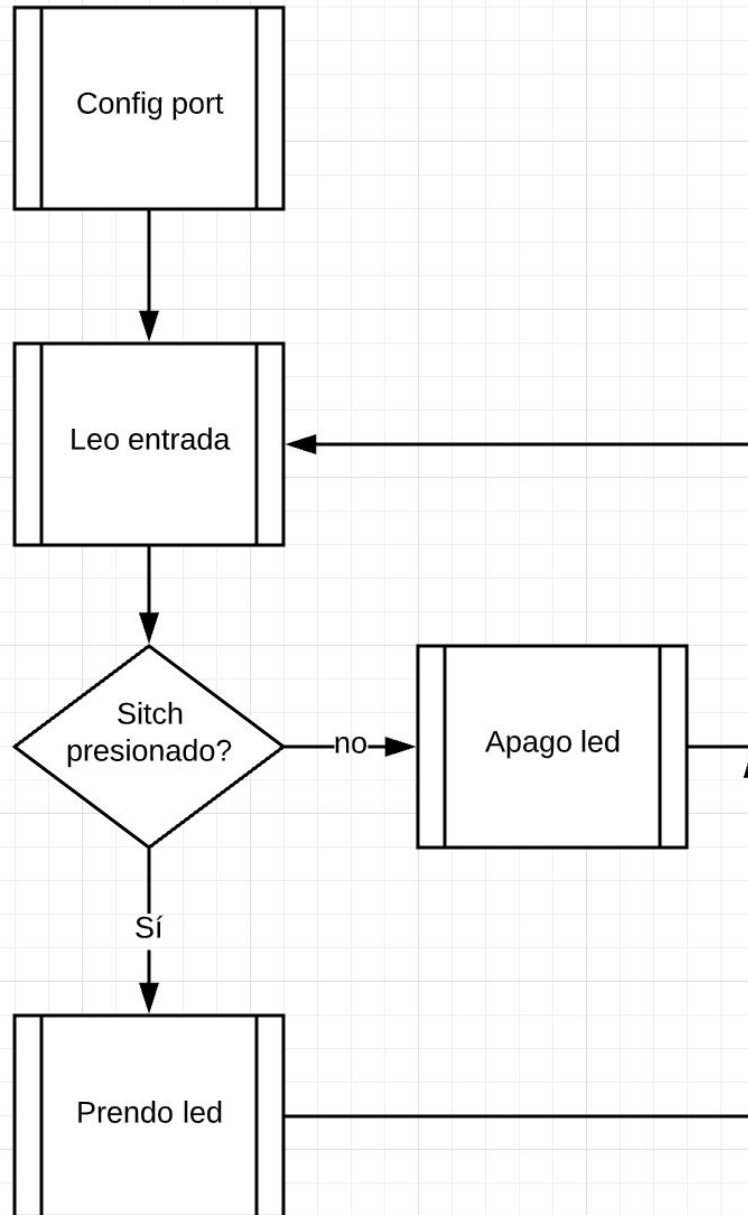 Config port
Leo entrada
Sitch
presionado?
no
Apago led
Sí
Prendo led